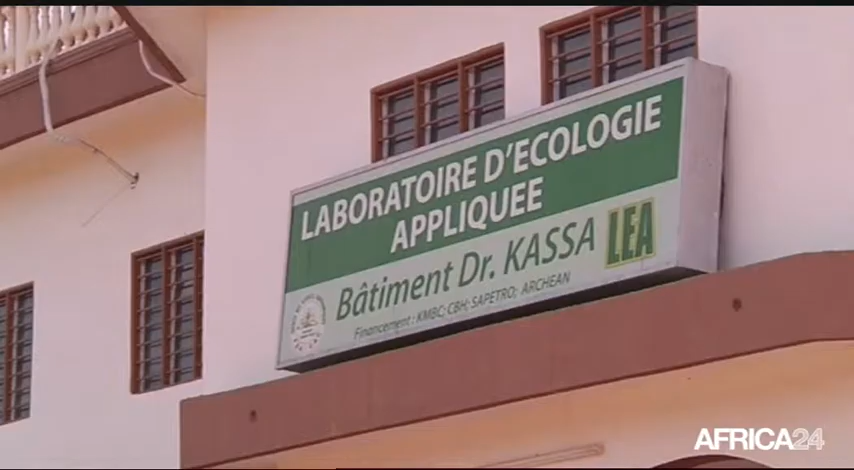 LABORATOIRE D'ECOLOGIE
APPLIQUEE
Bâtiment Dr. KASSA
LEA
Financement : KMBC; CBH; SAPETRO; ARCHEAN
AFRICA24